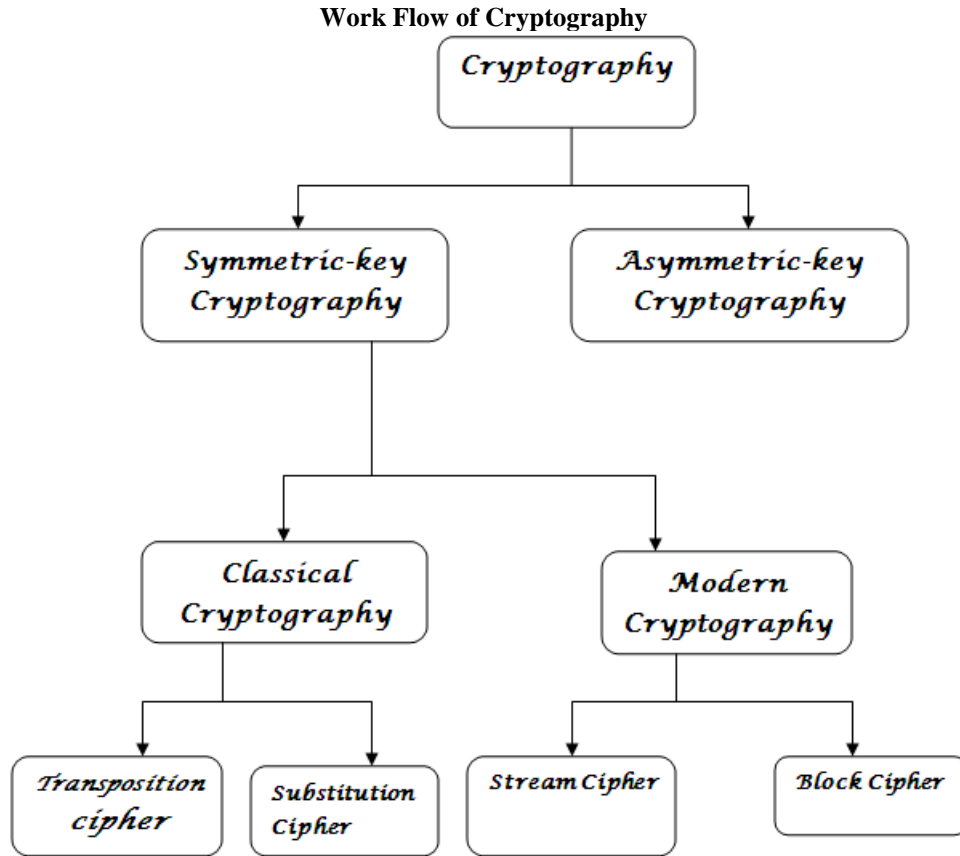 Work Flow of Cryptography
Cryptography
Symmetric-key
Cryptography
Asymmetric-key
Cryptography
Classical
Cryptography
Modern
Cryptography
Transposition
cipher
Substitution
Cipher
Stream Cipher
Block Cipher